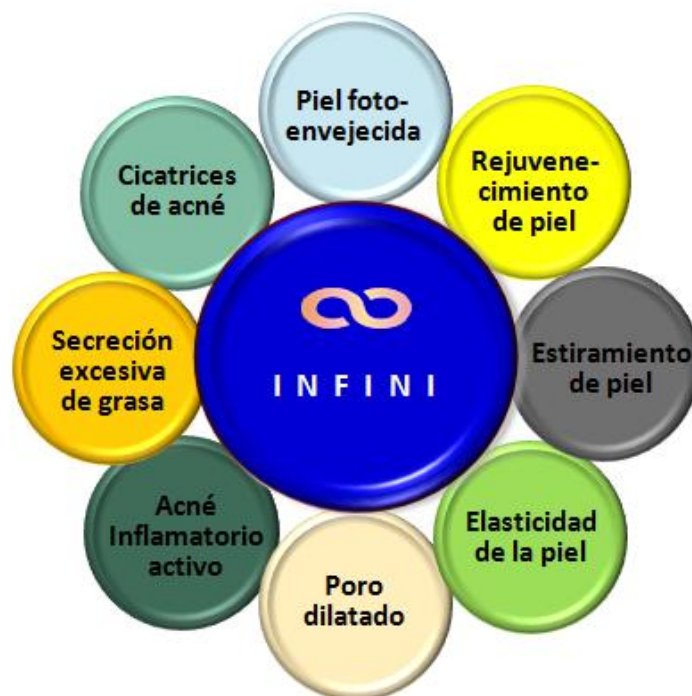 Piel foto-
envejecida
Rejuvene-
cimiento
de piel
Estiramiento
de piel
Elasticidad
de la piel
Poro
dilatado
Acné
Inflamatorio
activo
Secreción
excesiva
de grasa
Cicatrices
de acné
INFINI